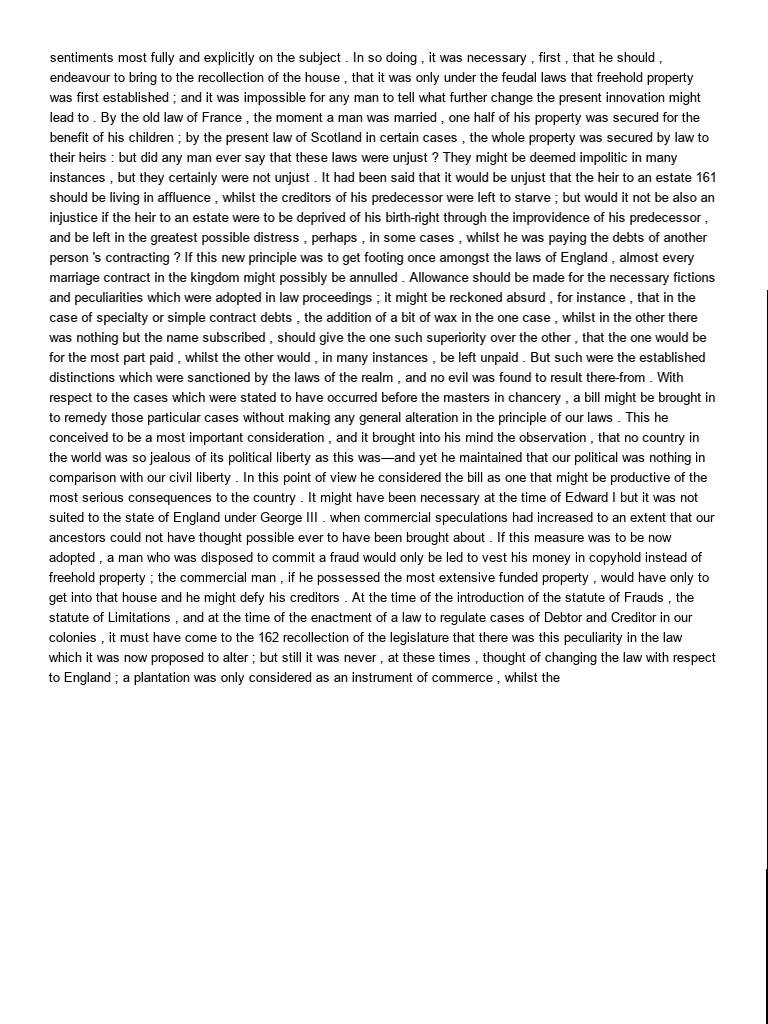 sentiments most fully and explicitly on the subject . In so doing , it was necessary , first , that he should ,
endeavour to bring to the recollection of the house , that it was only under the feudal laws that freehold property
was first established ; and it was impossible for any man to tell what further change the present innovation might
lead to . By the old law of France , the moment a man was married , one half of his property was secured for the
benefit of his children ; by the present law of Scotland in certain cases , the whole property was secured by law to
their heirs : but did any man ever say that these laws were unjust ? They might be deemed impolitic in many
instances , but they certainly were not unjust . It had been said that it would be unjust that the heir to an estate 161
should be living in affluence , whilst the creditors of his predecessor were left to starve ; but would it not be also an
injustice if the heir to an estate were to be deprived of his birth-right through the improvidence of his predecessor ,
and be left in the greatest possible distress , perhaps , in some cases , whilst he was paying the debts of another
person 's contracting ? If this new principle was to get footing once amongst the laws of England , almost every
marriage contract in the kingdom might possibly be annulled . Allowance should be made for the necessary fictions
and peculiarities which were adopted in law proceedings ; it might be reckoned absurd , for instance , that in the
case of specialty or simple contract debts , the addition of a bit of wax in the one case , whilst in the other there
was nothing but the name subscribed , should give the one such superiority over the other , that the one would be
for the most part paid , whilst the other would , in many instances , be left unpaid . But such were the established
distinctions which were sanctioned by the laws of the realm , and no evil was found to result there-from . With
respect to the cases which were stated to have occurred before the masters in chancery , a bill might be brought in
to remedy those particular cases without making any general alteration in the principle of our laws . This he
conceived to be a most important consideration , and it brought into his mind the observation , that no country in
the world was so jealous of its political liberty as this was—and yet he maintained that our political was nothing in
comparison with our civil liberty . In this point of view he considered the bill as one that might be productive of the
most serious consequences to the country . It might have been necessary at the time of Edward I but it was not
suited to the state of England under George III . when commercial speculations had increased to an extent that our
ancestors could not have thought possible ever to have been brought about . If this measure was to be now
adopted , a man who was disposed to commit a fraud would only be led to vest his money in copyhold instead of
freehold property ; the commercial man , if he possessed the most extensive funded property , would have only to
get into that house and he might defy his creditors . At the time of the introduction of the statute of Frauds , the
statute of Limitations , and at the time of the enactment of a law to regulate cases of Debtor and Creditor in our
colonies , it must have come to the 162 recollection of the legislature that there was this peculiarity in the law
which it was now proposed to alter ; but still it was never , at these times , thought of changing the law with respect
to England ; a plantation was only considered as an instrument of commerce , whilst the